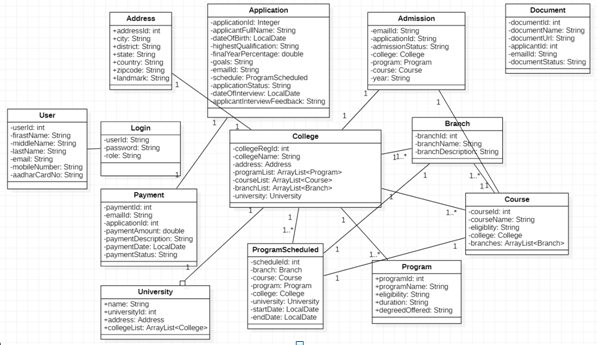 Address
+addressId: int
+city: String
+district: String
+state: String
+country: String
+zipcode: String
+landmark: String
Application
-applicationId: Integer
-applicantFullName: String
-dateOfBirth: LocalDate
-highestQualification: String
-finalYearPercentage: double
-goals: String
-emailId: String
-schedule: ProgramScheduled
-applicationStatus: String
-dateOfInterview: LocalDate
-applicantInterviewFeedback: String
Admission
-emailId: String
-applicationId: String
-admissionStatus: String
-college: College
-program: Program
-course: Course
-year: String
Document
-documentId: int
-documentName: String
-documentUrl: String
-applicantId: int
-emailId: String
-documentStatus: String
User
-userId: int
-firastName: String
-middleName: String
-lastName: String
-email: String
-mobileNumber: String
-aadharCardNo: String
Login
-userId: String
-password: String
-role: String
College
-collegeRegId: int
-collegeName: String
-address: Address
-programList: ArrayList<Program>
-courseList: ArrayList<Course>
-branchList: ArrayList<Branch>
-university: University
Branch
-branchId: int
-branchName: String
-branchDescription: String
Payment
-paymentId: int
-emailId: String
-applicationId: int
-paymentAmount: double
-paymentDescription: String
-paymentDate: LocalDate
-paymentStatus: String
Course
-courseId: int
-courseName: String
-eligiblity: String
-college: College
-branches: ArrayList<Branch>
ProgramScheduled
-scheduleId: int
-branch: Branch
-course: Course
-program: Program
-college: College
-university: University
-startDate: LocalDate
-endDate: LocalDate
Program
+programId: int
+programName: String
+eligibility: String
+duration: String
+degreedOffered: String
University
+name: String
+universityId: int
+address: Address
+collegeList: ArrayList<College>
1
1
1
1
1
1
1
1
1..*
1
1..*
1
1
1..*
1
1
1..*
1
1
1
1..*
1
1